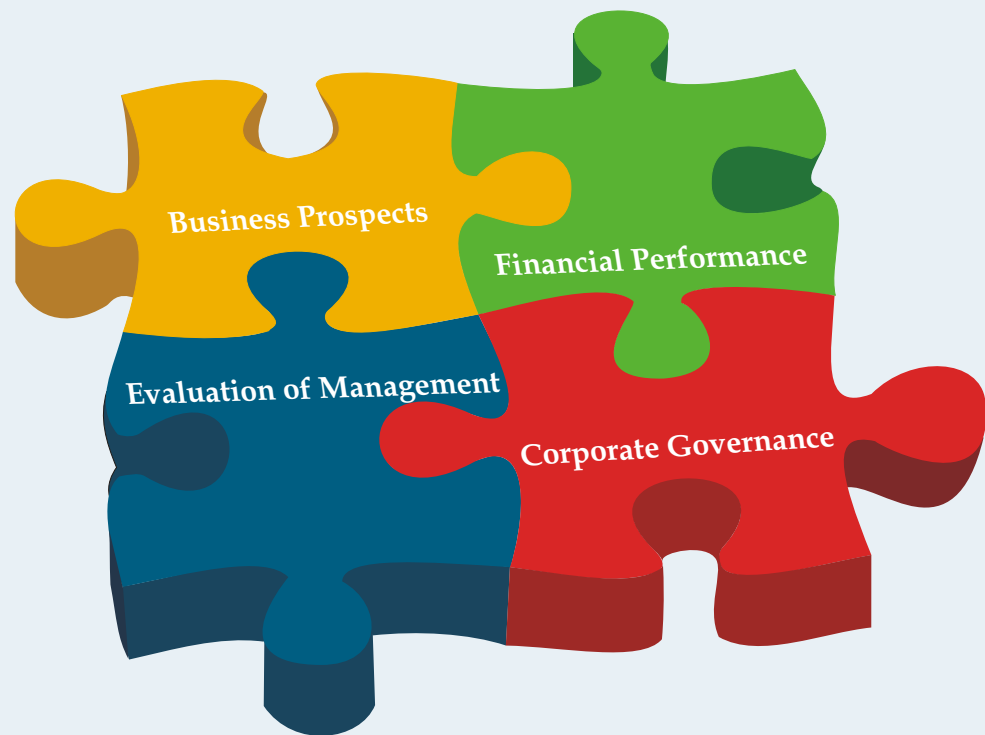 Business Prospects
Financial Performance
Evaluation of Management
Corporate Governance